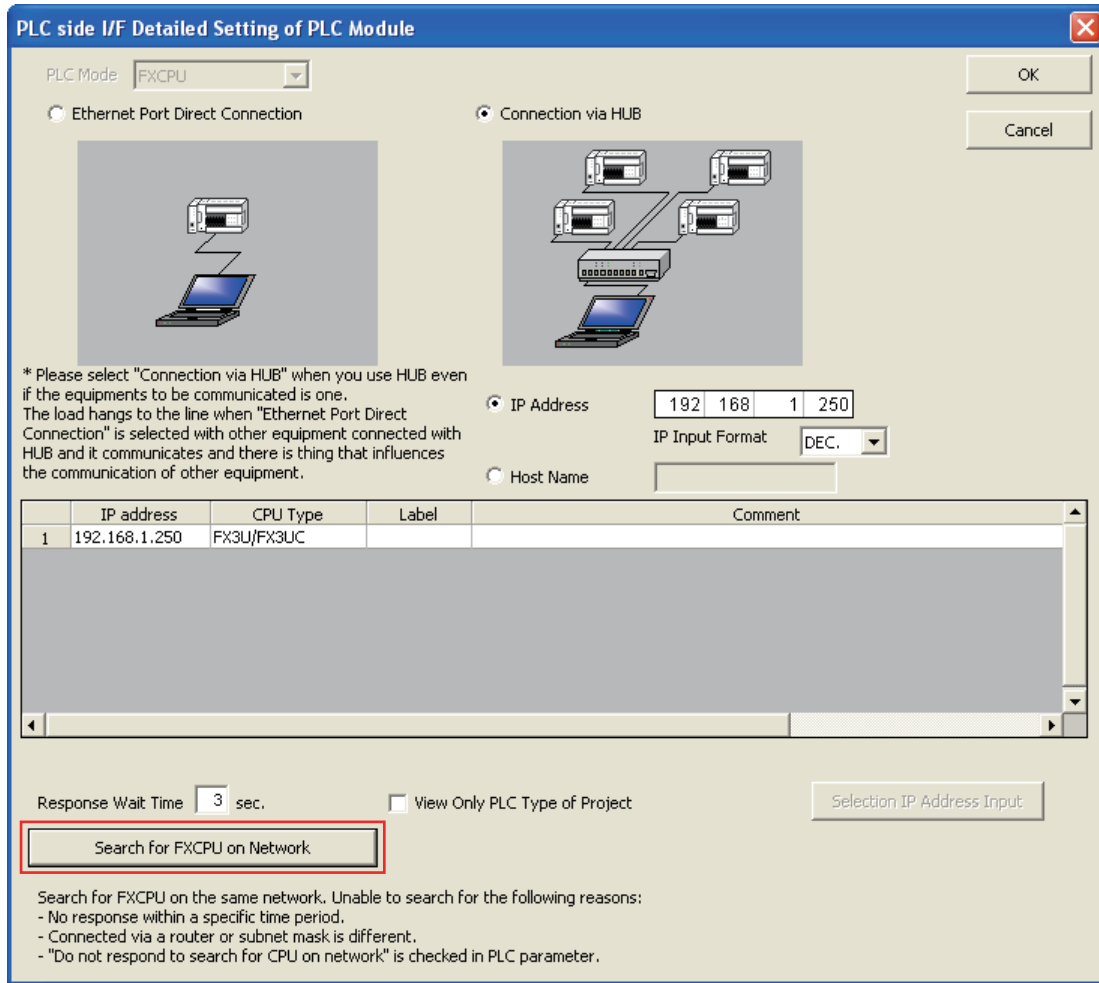 PLC side I/F Detailed Setting of PLC Module
PLC Mode FXCPU
OK
Ethernet Port Direct Connection
Connection via HUB
Cancel
* Please select "Connection via HUB" when you use HUB even
if the equipments to be communicated is one.
The load hangs to the line when "Ethernet Port Direct
Connection" is selected with other equipment connected with
HUB and it communicates and there is thing that influences
the communication of other equipment.
IP Address 192 168 1 250
IP Input Format DEC.
Host Name
IP address CPU Type Label Comment
1 192.168.1.250 FX3U/FX3UC
Response Wait Time 3 sec.
View Only PLC Type of Project
Selection IP Address Input
Search for FXCPU on Network
Search for FXCPU on the same network. Unable to search for the following reasons:
- No response within a specific time period.
- Connected via a router or subnet mask is different.
- "Do not respond to search for CPU on network" is checked in PLC parameter.